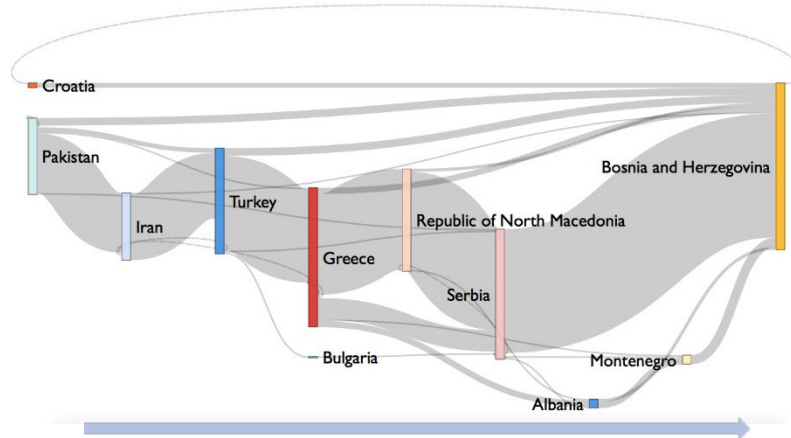 Croatia
Pakistan
Bosnia and Herzegovina
Turkey
Republic of North Macedonia
Iran
Greece
Serbia
Bulgaria
Montenegro
Albania